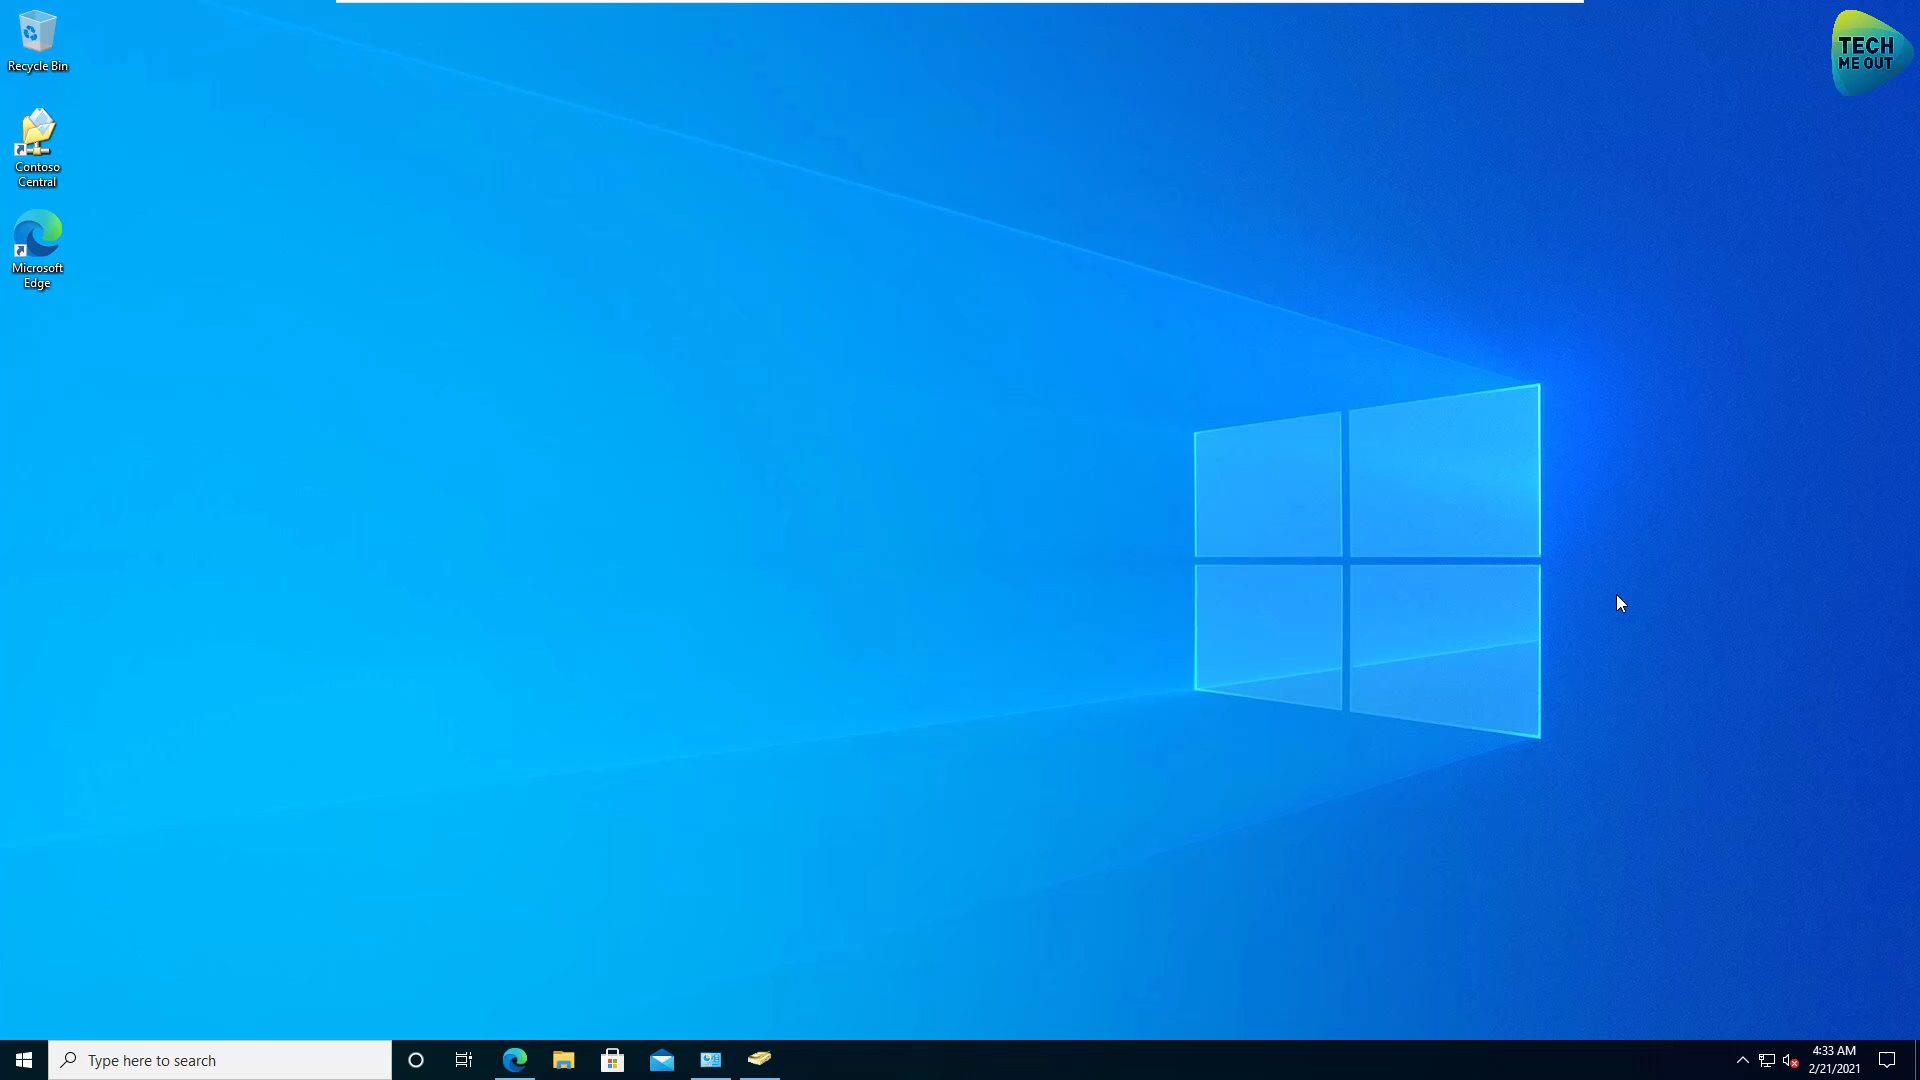 Recycle Bin
TECH
ME OUT
Contoso
Central
Microsoft
Edge
Type here to search
4:33 AM
2/21/2021